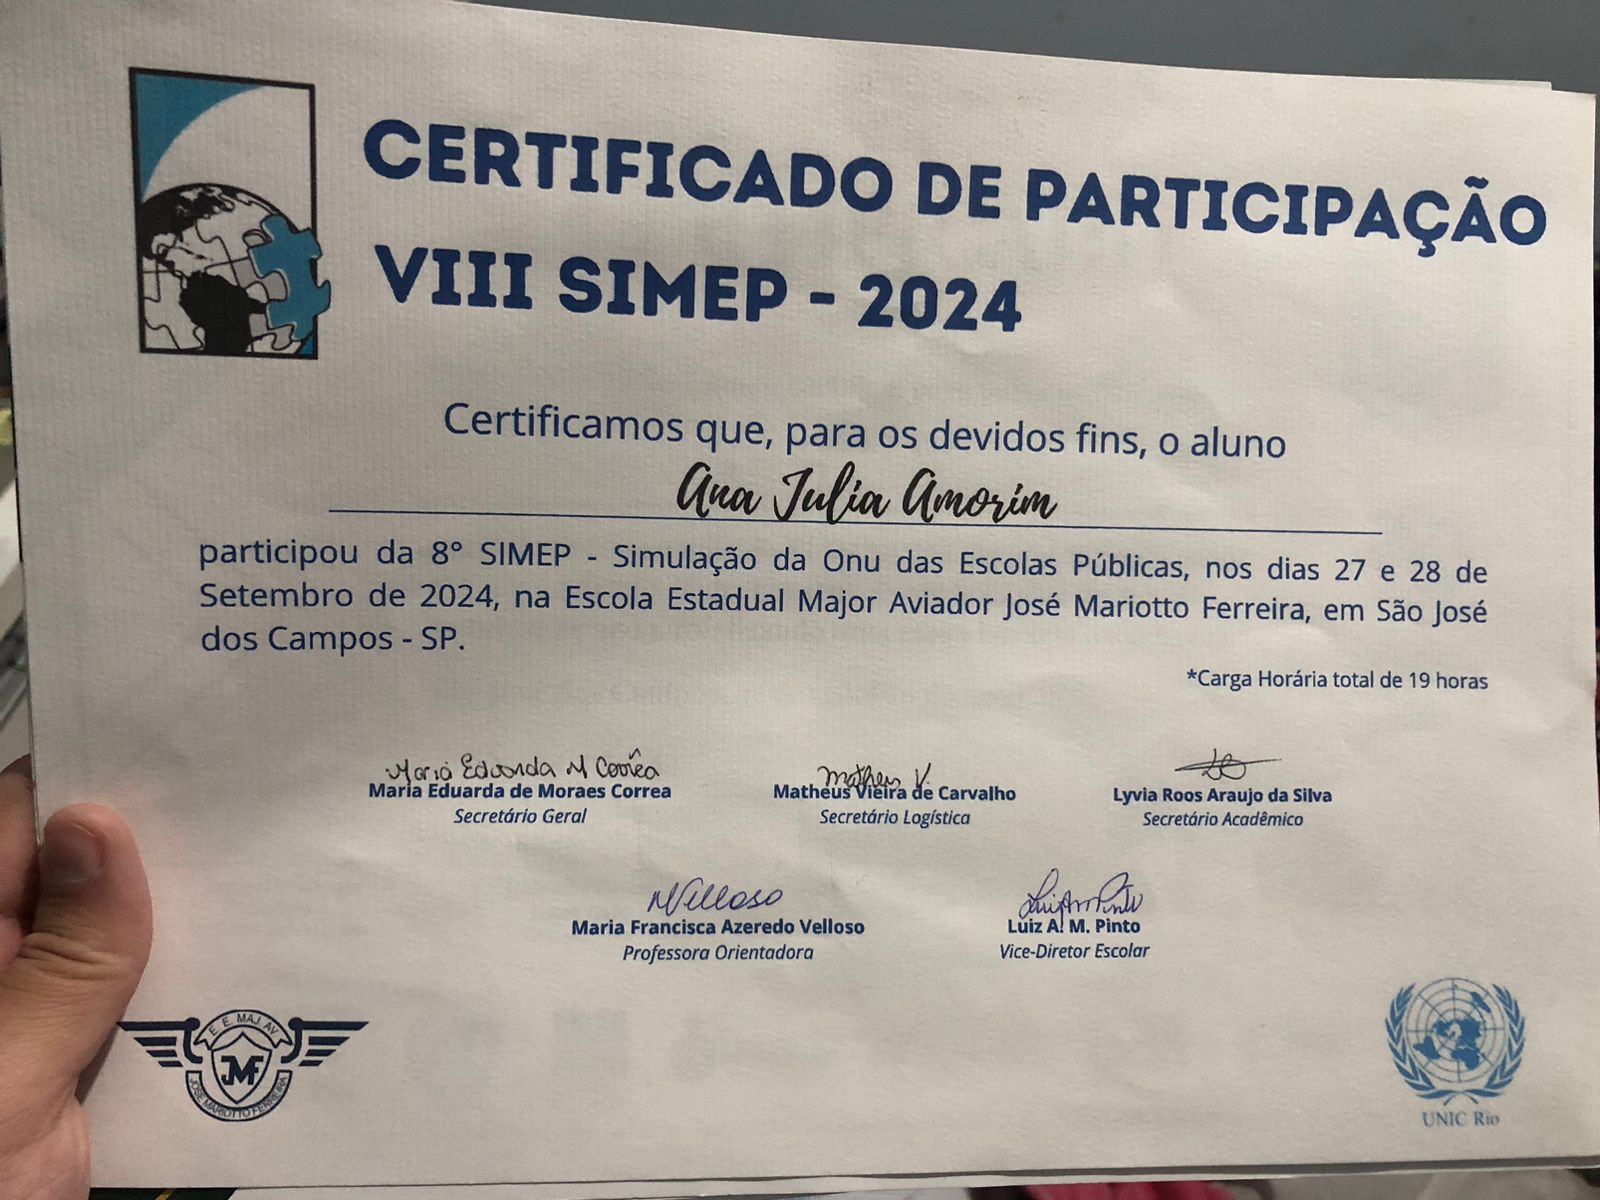 CERTIFICADO DE PARTICIPAÇÃO
VIII SIMEP - 2024
Certificamos que, para os devidos fins, o aluno
Ana Julia Amorim
participou da 8° SIMEP - Simulação da Onu das Escolas Públicas, nos dias 27 e 28 de
Setembro de 2024, na Escola Estadual Major Aviador José Mariotto Ferreira, em São José
dos Campos - SP.
*Carga Horária total de 19 horas
Maria Eduarda M Corrêa
Matheus V.
Maria Eduarda de Moraes Correa
Matheus Vieira de Carvalho
Lyvia Roos Araujo da Silva
Secretário Geral
Secretário Logística
Secretário Acadêmico
MVelloso
Luiz A M Pinto
Maria Francisca Azeredo Velloso
Luiz A. M. Pinto
Professora Orientadora
Vice-Diretor Escolar
E. E. MAJ. AV.
JMF
JOSÉ MARIOTTO FERREIRA
UNIC Rio